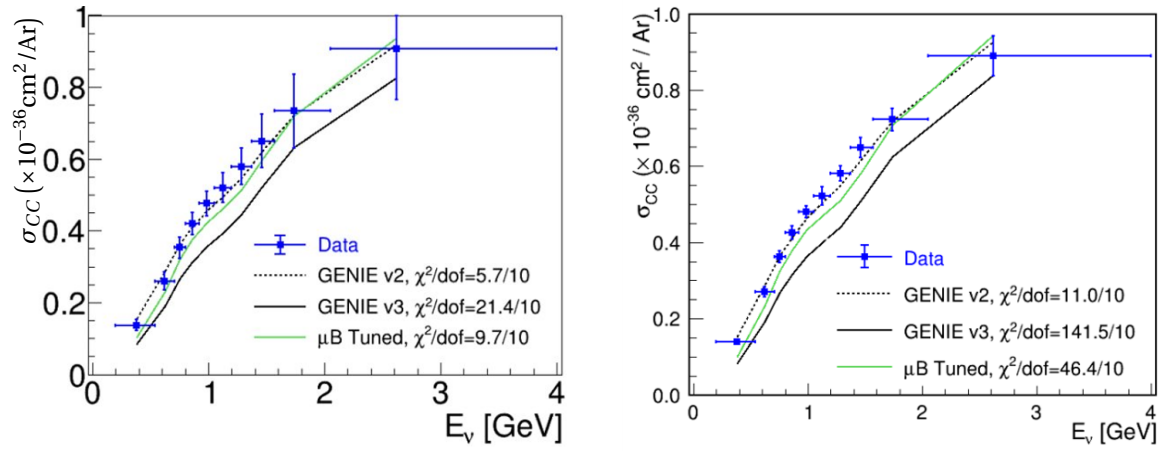 1
0.8
0.6
0.4
0.2
0
σCC (×10−36cm2/Ar)
Data
GENIE v2, χ2/dof=5.7/10
GENIE v3, χ2/dof=21.4/10
μB Tuned, χ2/dof=9.7/10
0 1 2 3 4
Eν [GeV]
1.0
0.8
0.6
0.4
0.2
0.0
σCC (× 10-36 cm2 / Ar)
Data
GENIE v2, χ2/dof=11.0/10
GENIE v3, χ2/dof=141.5/10
μB Tuned, χ2/dof=46.4/10
0 1 2 3 4
Eν [GeV]